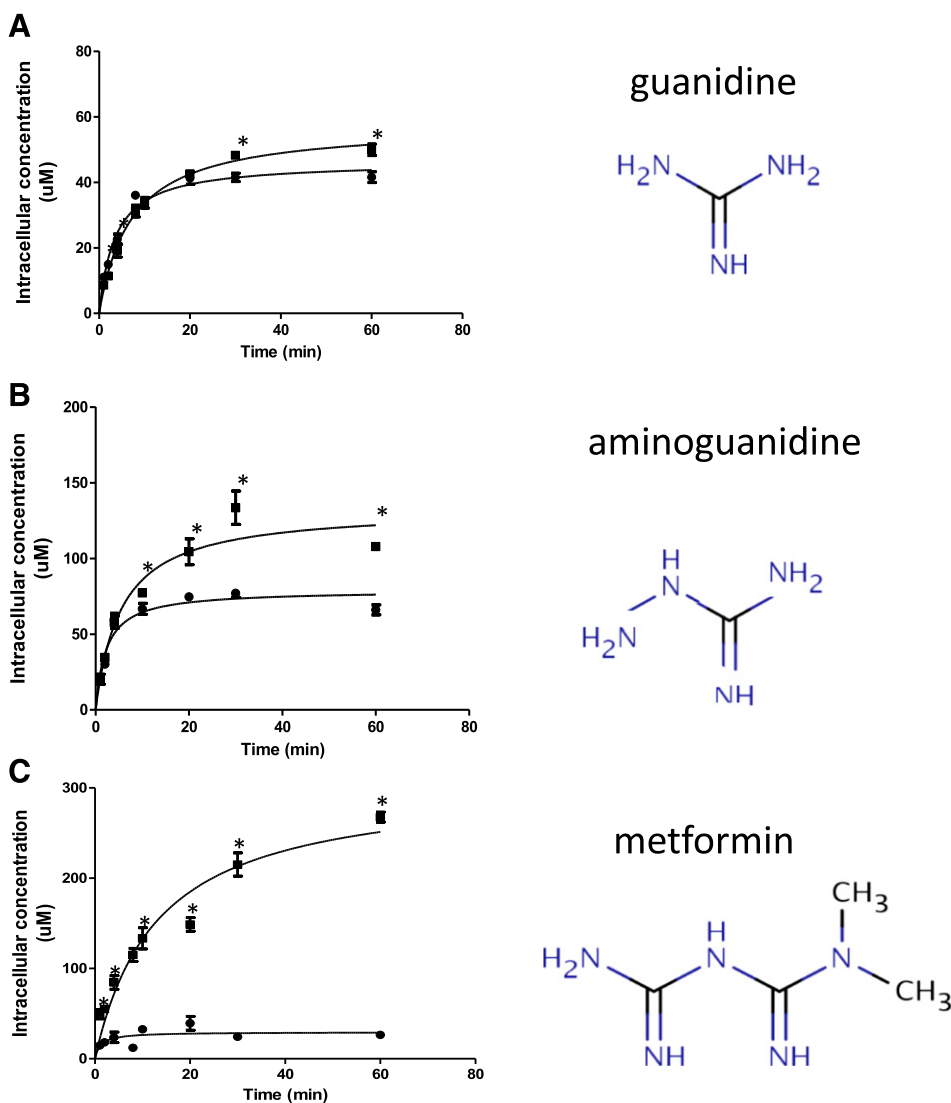 A
80
60
40
20
0
0 20 40 60 80
Intracellular concentration
(uM)
Time (min)
* * * *
guanidine
H2N
NH2
NH
B
200
150
100
50
0
0 20 40 60 80
Intracellular concentration
(uM)
Time (min)
* * * *
aminoguanidine
H
N
NH2
H2N
NH
C
300
200
100
0
0 20 40 60 80
Intracellular concentration
(uM)
Time (min)
* * * * * *
metformin
CH3
H
H2N
N
N
CH3
NH
NH